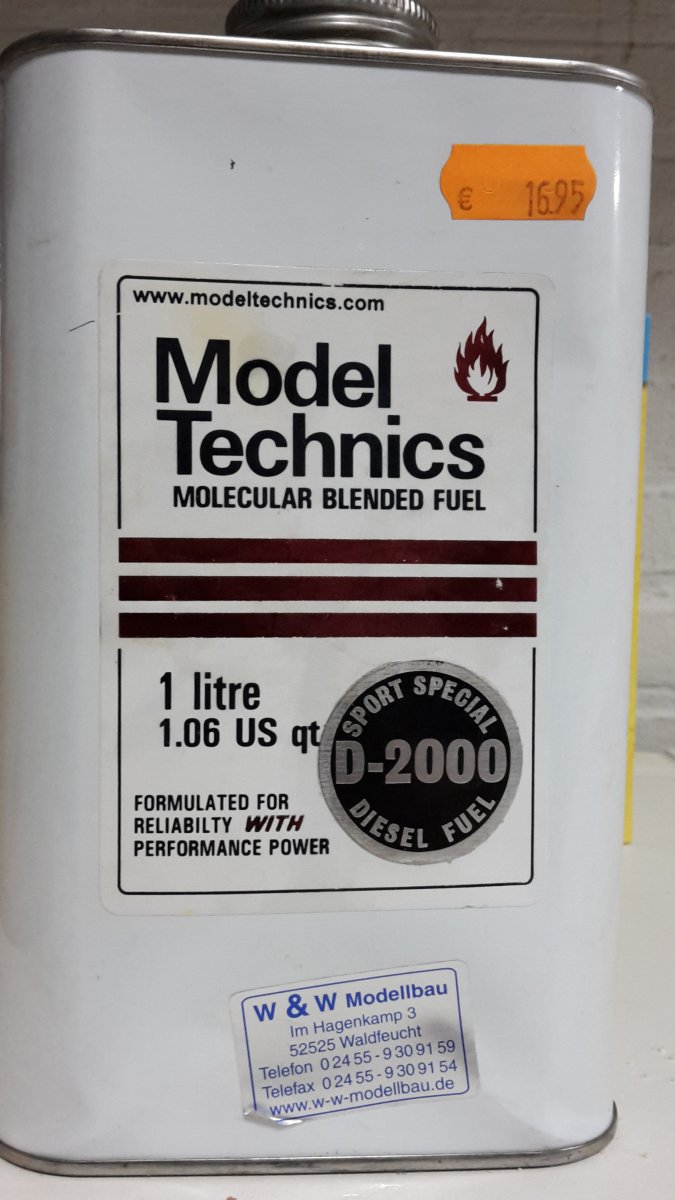 € 16.95
www.modeltechnics.com
Model
Technics
MOLECULAR BLENDED FUEL
1 litre
1.06 US qt
SPORT SPECIAL
D-2000
DIESEL FUEL
FORMULATED FOR
RELIABILTY WITH
PERFORMANCE POWER
W & W Modellbau
Im Hagenkamp 3
52525 Waldfeucht
Telefon 0 24 55 - 9 30 91 59
Telefax 0 24 55 - 9 30 91 54
www.w-w-modellbau.de